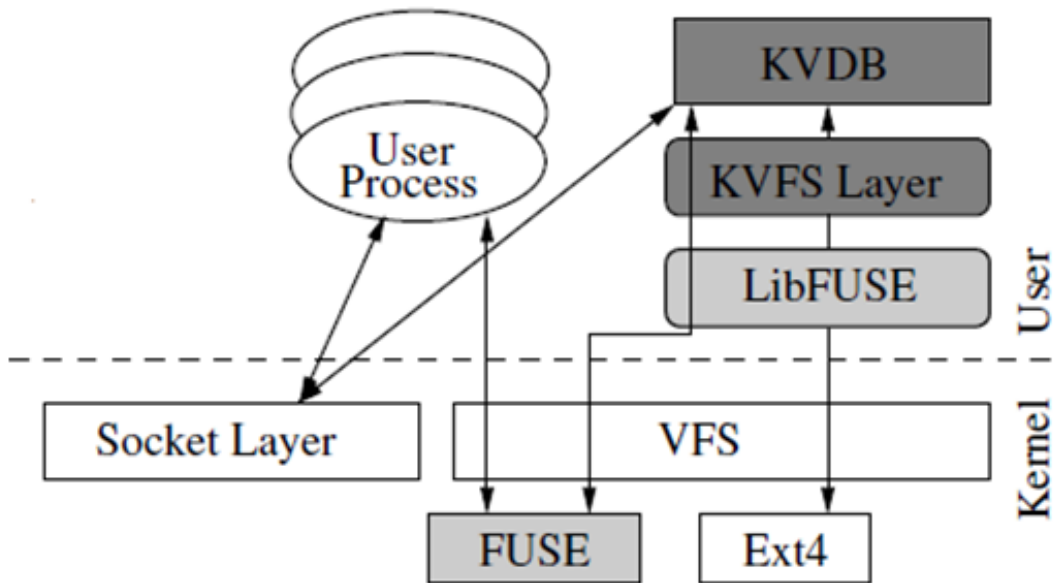 KVDB
User
Process
KVFS Layer
LibFUSE
User
Socket Layer
VFS
Kernel
FUSE
Ext4